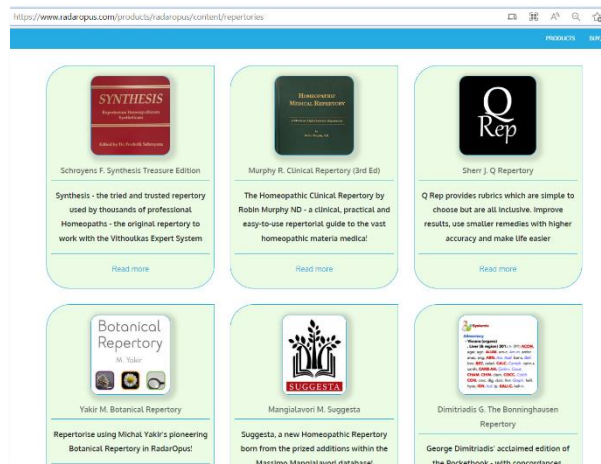 https://www.radaropus.com/products/radaropus/content/repertories
PRODUCTS
SYNTHESIS
Repertorium Homeopathicum
Syntheticum
Edited by Dr. Frederik Schroyens
Schroyens F. Synthesis Treasure Edition
Synthesis - the tried and trusted repertory
used by thousands of professional
Homeopaths - the original repertory to
work with the Vithoulkas Expert System
Read more
HOMEOPATHIC
MEDICAL REPERTORY
Murphy R. Clinical Repertory (3rd Ed)
The Homeopathic Clinical Repertory by
Robin Murphy ND - a clinical, practical and
easy-to-use repertorial guide to the vast
homeopathic materia medica!
Read more
Q
Rep
Sherr J. Q Repertory
Q Rep provides rubrics which are simple to
choose but are all inclusive. Improve
results, use smaller remedies with higher
accuracy and make life easier
Read more
Botanical
Repertory
M. Yakir
Yakir M. Botanical Repertory
Repertorise using Michal Yakir's pioneering
Botanical Repertory in RadarOpus!
SUGGESTA
Mangialavori M. Suggesta
Suggesta, a new Homeopathic Repertory
born from the prized additions within the
Massimo Mangialavori database!
Dimitriadis G. The Bonninghausen
Repertory
George Dimitriadis' acclaimed edition of
the Pocketbook - with concordances